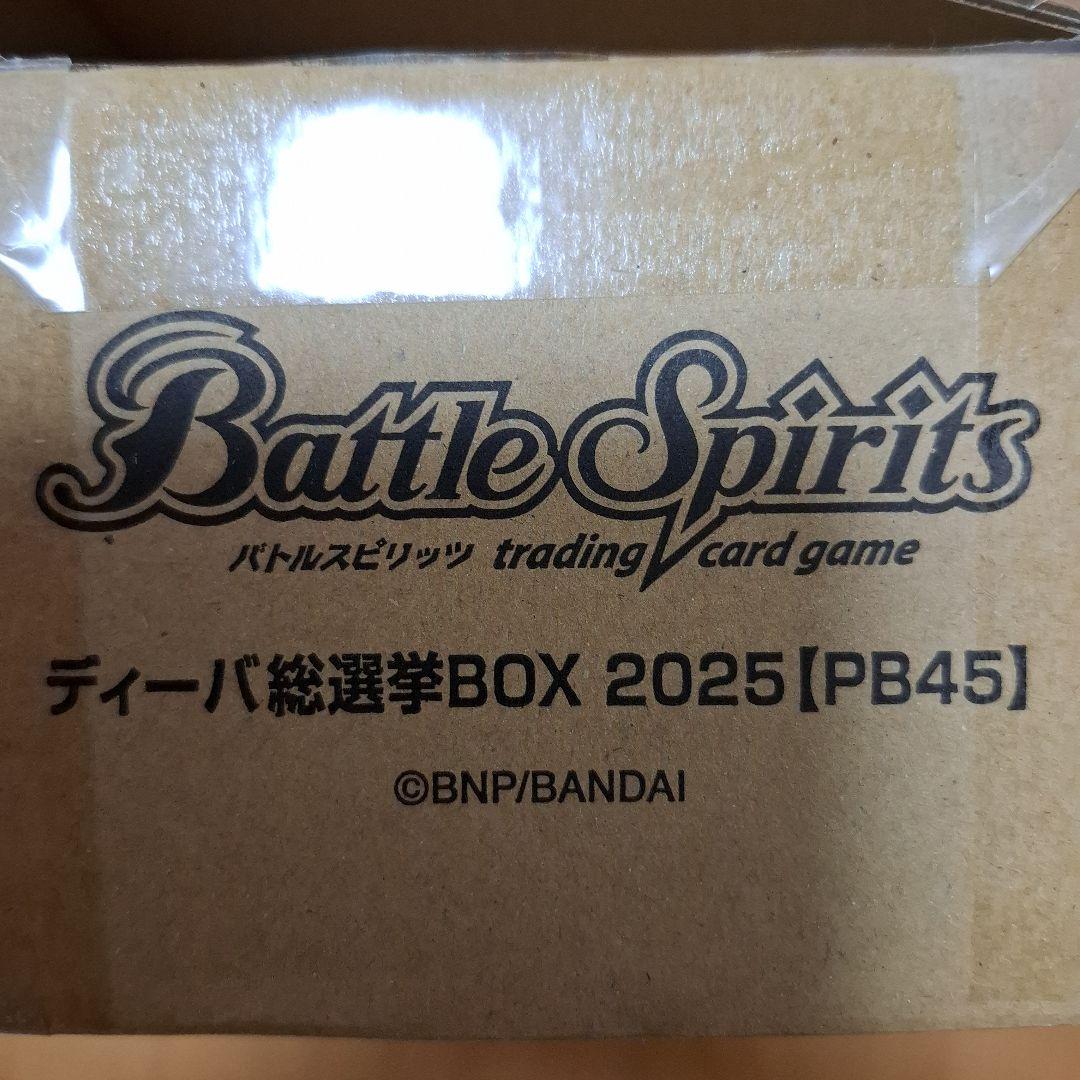 Battle Spirits
バトルスピリッツ trading card game
ディーバ総選挙BOX 2025【PB45】
©BNP/BANDAI